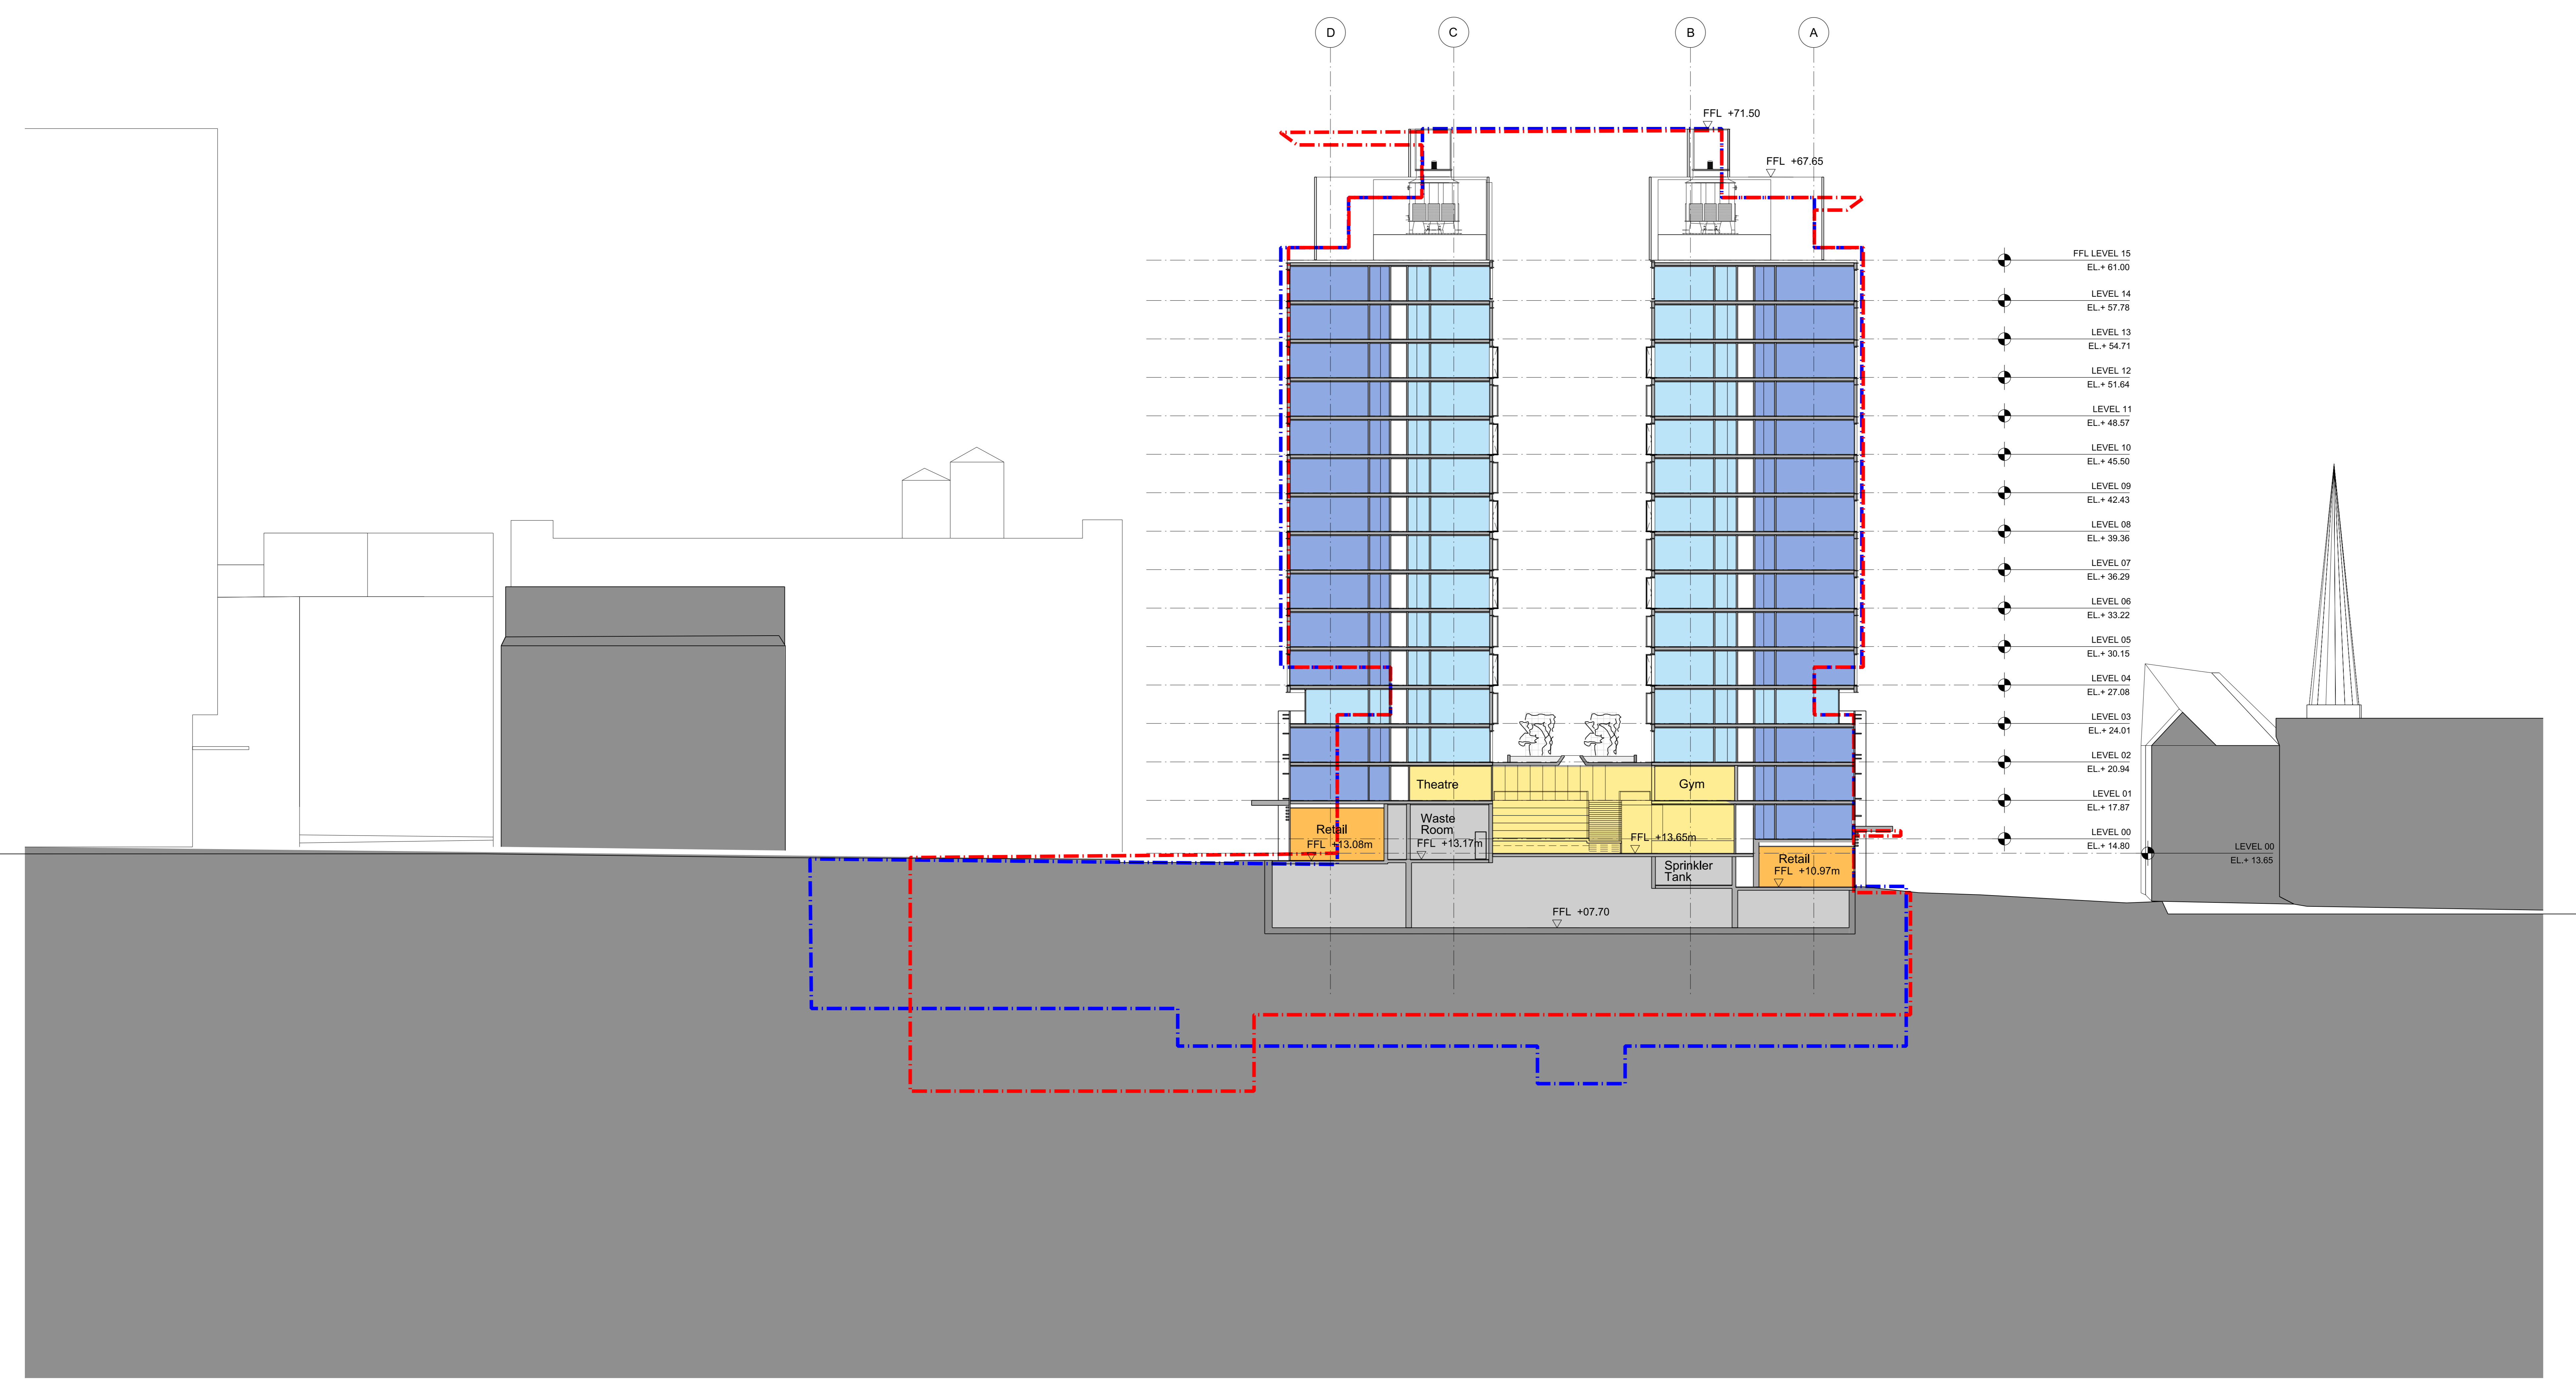 D
C
B
A
FFL +71.50
FFL +67.65
FFL LEVEL 15
EL.+ 61.00
LEVEL 14
EL.+ 57.78
LEVEL 13
EL.+ 54.71
LEVEL 12
EL.+ 51.64
LEVEL 11
EL.+ 48.57
LEVEL 10
EL.+ 45.50
LEVEL 09
EL.+ 42.43
LEVEL 08
EL.+ 39.36
LEVEL 07
EL.+ 36.29
LEVEL 06
EL.+ 33.22
LEVEL 05
EL.+ 30.15
LEVEL 04
EL.+ 27.08
LEVEL 03
EL.+ 24.01
LEVEL 02
EL.+ 20.94
LEVEL 01
EL.+ 17.87
LEVEL 00
EL.+ 14.80
LEVEL 00
EL.+ 13.65
Theatre
Gym
Retail
FFL +13.08m
Waste
Room
FFL +13.17m
FFL +13.65m
Sprinkler
Tank
Retail
FFL +10.97m
FFL +07.70